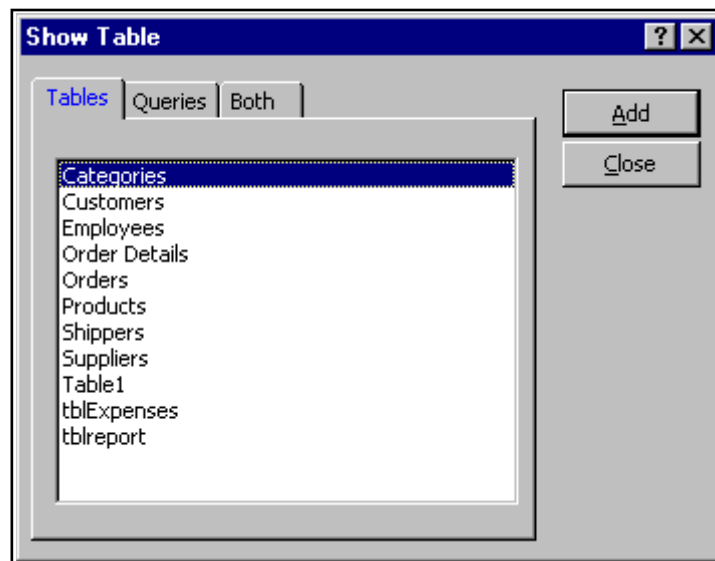 Show Table
Tables Queries Both
Add
Close
Categories
Customers
Employees
Order Details
Orders
Products
Shippers
Suppliers
Table1
tblExpenses
tblreport